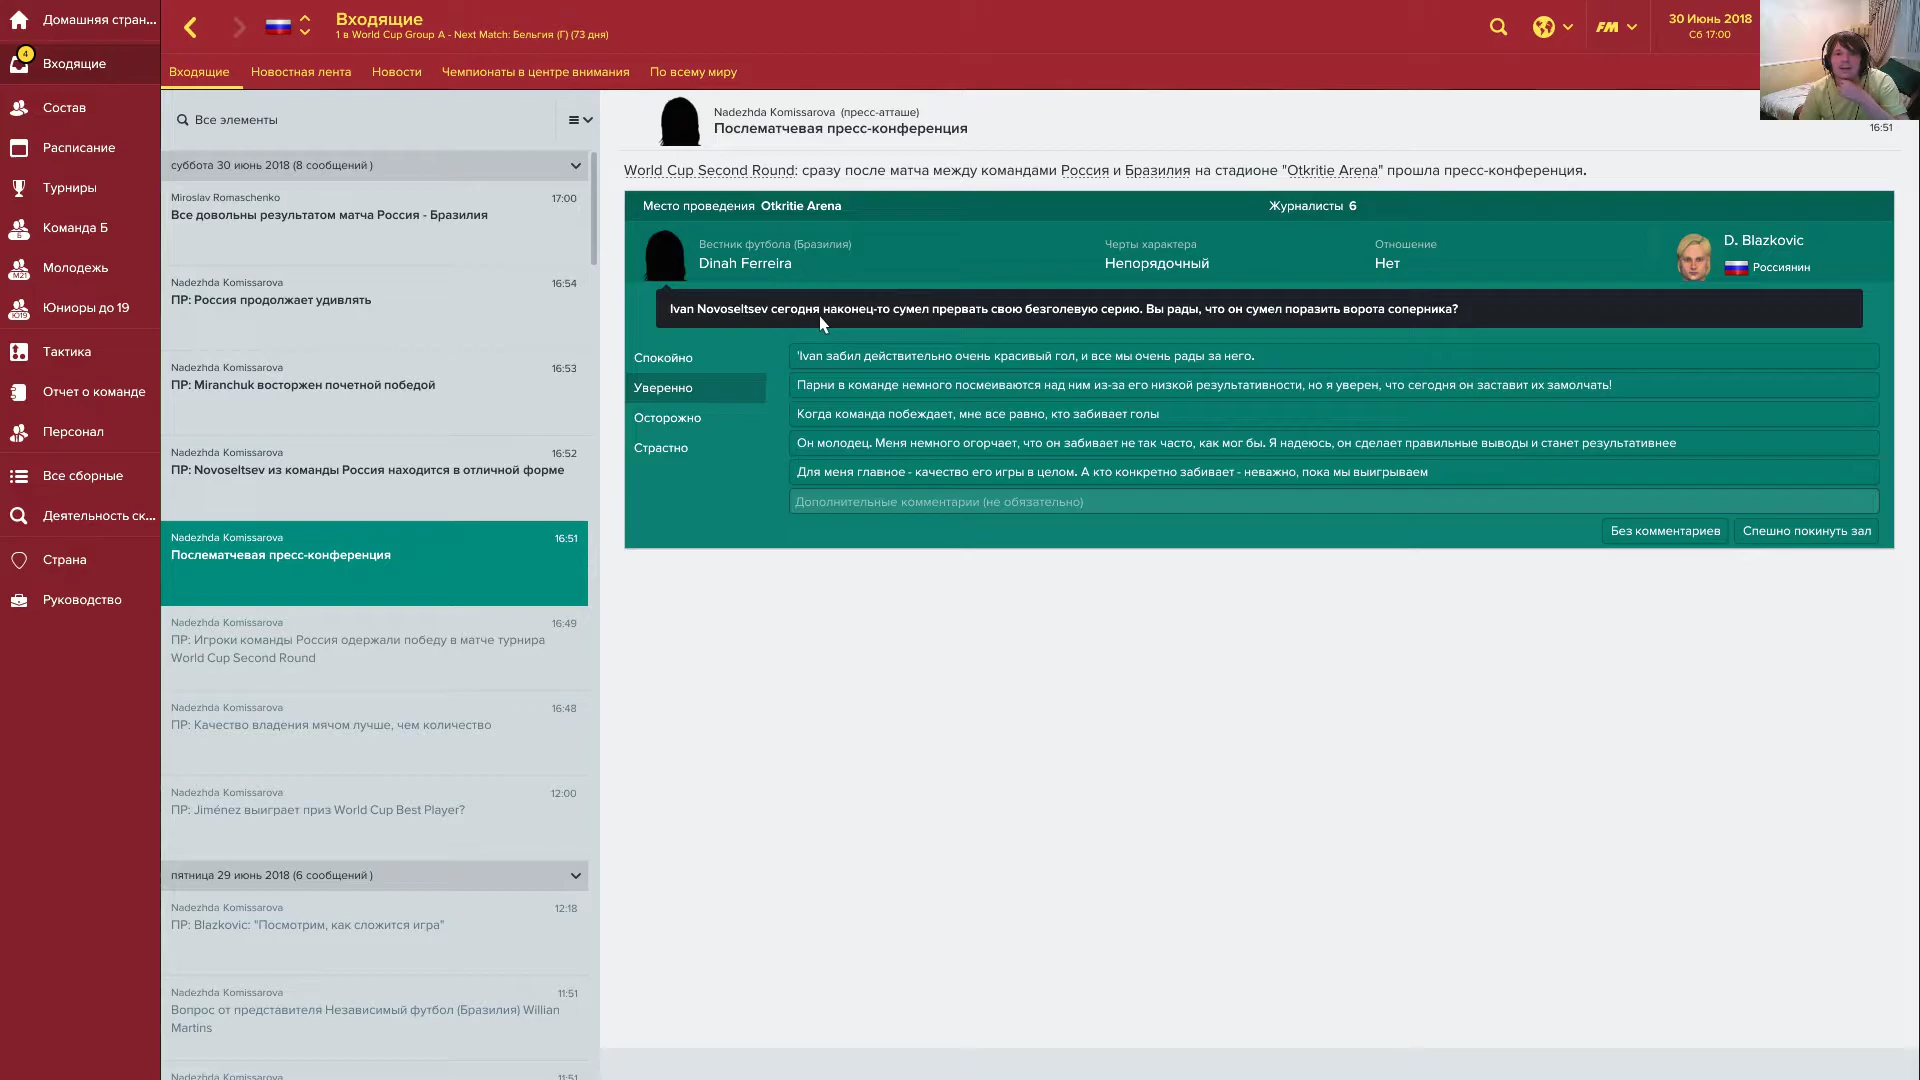 Домашняя стран...
4
Входящие
Состав
Расписание
Турниры
Команда Б
Молодежь
Юниоры до 19
Тактика
Отчет о команде
Персонал
Все сборные
Деятельность ск...
Страна
Руководство
Входящие
1 в World Cup Group A - Next Match: Бельгия (Г) (73 дня)
FM
30 Июнь 2018
Сб 17:00
Входящие
Новостная лента
Новости
Чемпионаты в центре внимания
По всему миру
Все элементы
суббота 30 июнь 2018 (8 сообщений )
Miroslav Romaschenko 17:00
Все довольны результатом матча Россия - Бразилия
Nadezhda Komissarova 16:54
ПР: Россия продолжает удивлять
Nadezhda Komissarova 16:53
ПР: Miranchuk восторжен почетной победой
Nadezhda Komissarova 16:52
ПР: Novoseltsev из команды Россия находится в отличной форме
Nadezhda Komissarova 16:51
Послематчевая пресс-конференция
Nadezhda Komissarova 16:49
ПР: Игроки команды Россия одержали победу в матче турнира
World Cup Second Round
Nadezhda Komissarova 16:48
ПР: Качество владения мячом лучше, чем количество
Nadezhda Komissarova 12:00
ПР: Jiménez выиграет приз World Cup Best Player?
пятница 29 июнь 2018 (6 сообщений )
Nadezhda Komissarova 12:18
ПР: Blazkovic: "Посмотрим, как сложится игра"
Nadezhda Komissarova 11:51
Вопрос от представителя Независимый футбол (Бразилия) Willian
Martins
Nadezhda Komissarova 11:51
Nadezhda Komissarova (пресс-атташе)
Послематчевая пресс-конференция
16:51
World Cup Second Round: сразу после матча между командами Россия и Бразилия на стадионе "Otkritie Arena" прошла пресс-конференция.
Место проведения Otkritie Arena
Журналисты 6
Вестник футбола (Бразилия)
Dinah Ferreira
Черты характера
Непорядочный
Отношение
Нет
D. Blazkovic
Россиянин
Ivan Novoseltsev сегодня наконец-то сумел прервать свою безголевую серию. Вы рады, что он сумел поразить ворота соперника?
Спокойно
Уверенно
Осторожно
Страстно
'Ivan забил действительно очень красивый гол, и все мы очень рады за него.
Парни в команде немного посмеиваются над ним из-за его низкой результативности, но я уверен, что сегодня он заставит их замолчать!
Когда команда побеждает, мне все равно, кто забивает голы
Он молодец. Меня немного огорчает, что он забивает не так часто, как мог бы. Я надеюсь, он сделает правильные выводы и станет результативнее
Для меня главное - качество его игры в целом. А кто конкретно забивает - неважно, пока мы выигрываем
Дополнительные комментарии (не обязательно)
Без комментариев
Спешно покинуть зал